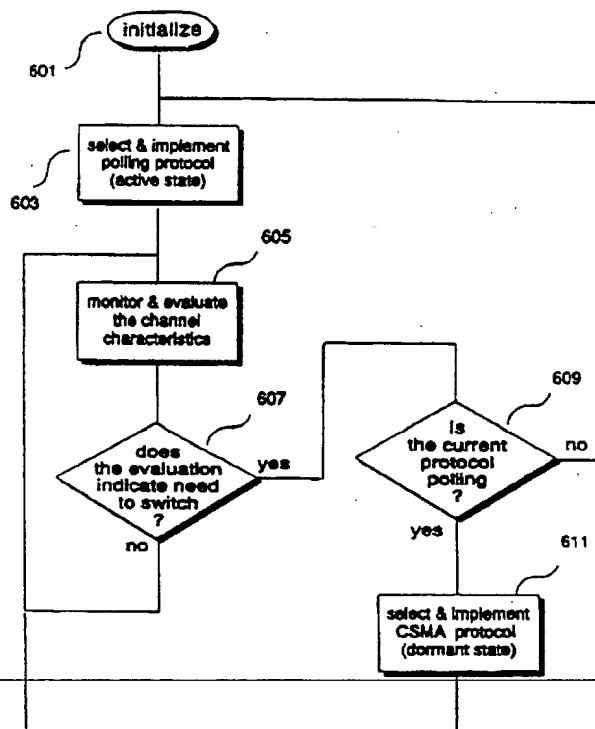 initialize
601
select & implement
polling protocol
(active state)
603
605
monitor & evaluate
the channel
characteristics
607
does
the evaluation
indicate need
to switch
?
yes
no
609
is
the current
protocol
polling
?
no
yes
611
select & implement
CSMA protocol
(dormant state)